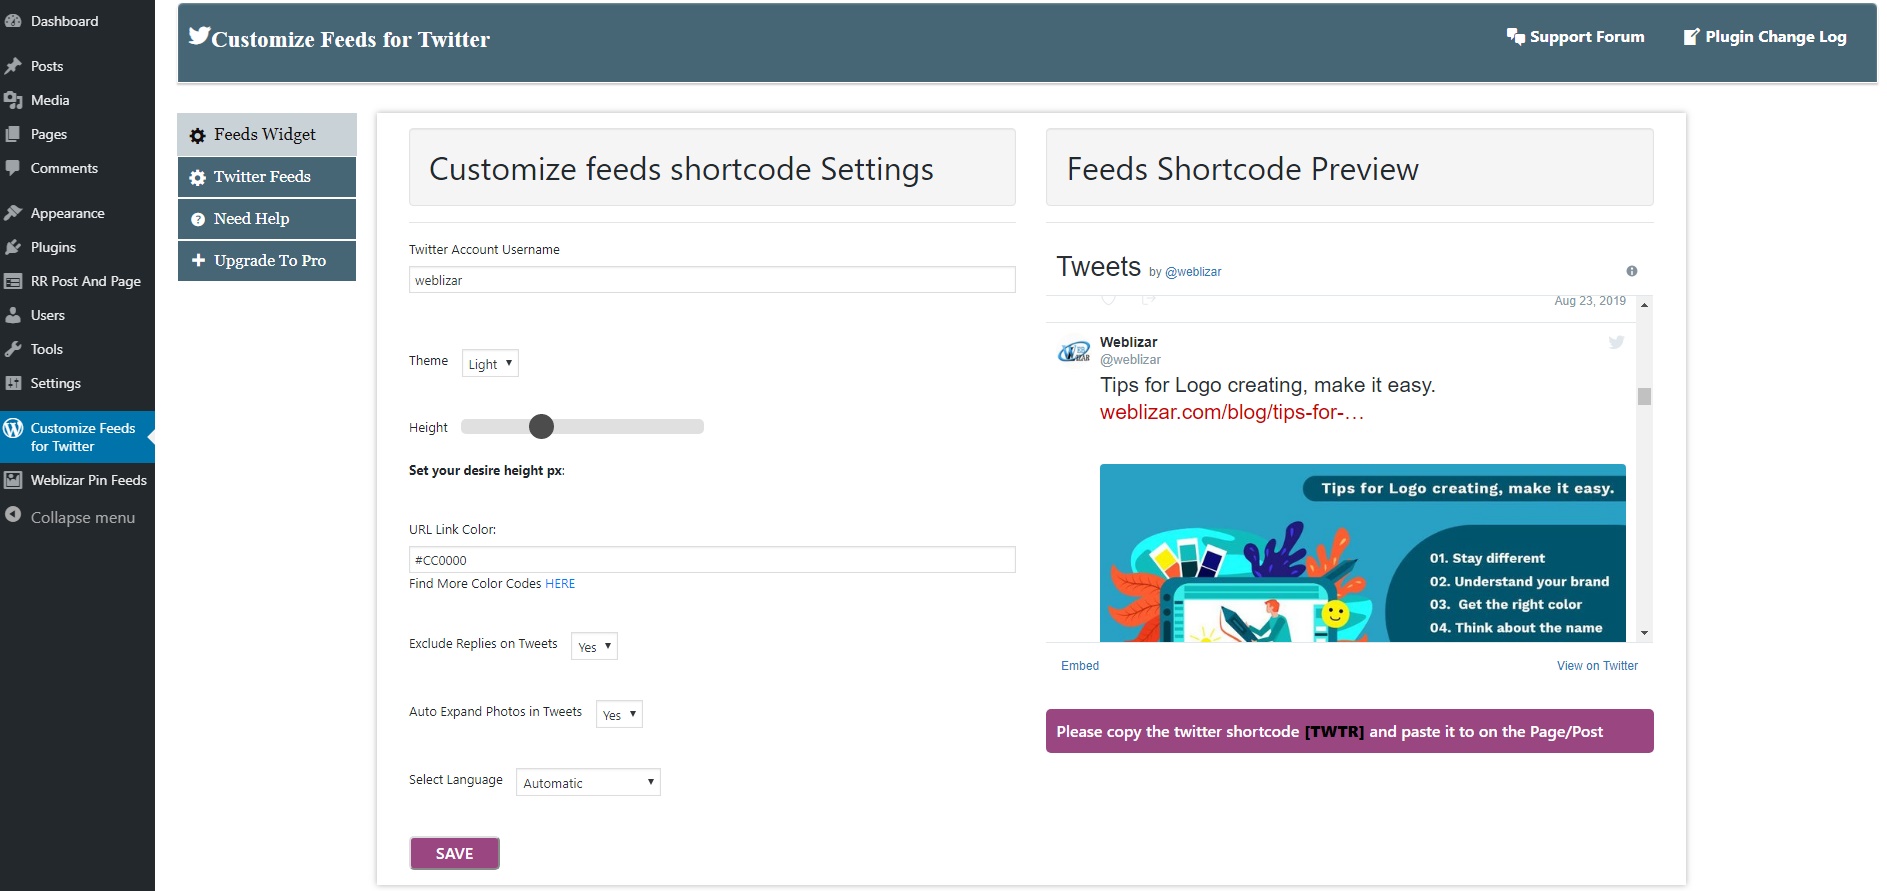 Dashboard
Posts
Media
Pages
Comments
Appearance
Plugins
RR Post And Page
Users
Tools
Settings
Customize Feeds
for Twitter
Weblizar Pin Feeds
Collapse menu
Customize Feeds for Twitter
Support Forum
Plugin Change Log
Feeds Widget
Twitter Feeds
Need Help
Upgrade To Pro
Customize feeds shortcode Settings
Twitter Account Username
weblizar
Theme Light
Height
Set your desire height px:
URL Link Color:
#CC0000
Find More Color Codes HERE
Exclude Replies on Tweets Yes
Auto Expand Photos in Tweets Yes
Select Language Automatic
SAVE
Feeds Shortcode Preview
Tweets by @weblizar
Aug 23, 2019
Weblizar
@weblizar
Tips for Logo creating, make it easy.
weblizar.com/blog/tips-for-…
Tips for Logo creating, make it easy.
01. Stay different
02. Understand your brand
03. Get the right color
04. Think about the name
Embed
View on Twitter
Please copy the twitter shortcode [TWTR] and paste it to on the Page/Post